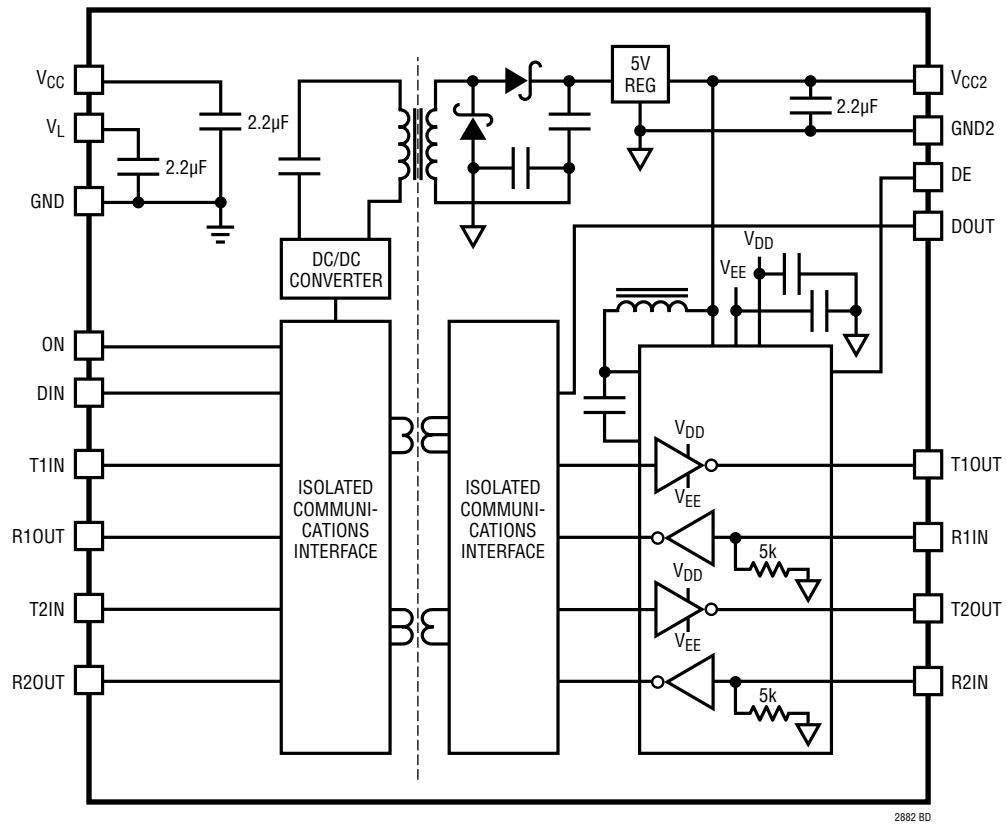 VCC
VL
GND
ON
DIN
T1IN
R1OUT
T2IN
R2OUT
2.2µF
2.2µF
DC/DC
CONVERTER
ISOLATED
COMMUNI-
CATIONS
INTERFACE
ISOLATED
COMMUNI-
CATIONS
INTERFACE
5V
REG
2.2µF
VDD
VEE
VDD
VEE
5k
VDD
VEE
5k
VCC2
GND2
DE
DOUT
T1OUT
R1IN
T2OUT
R2IN
2882 BD